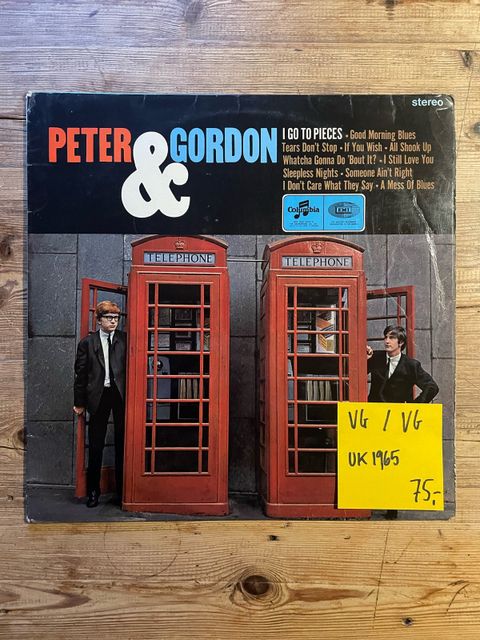 stereo
PETER & GORDON
I GO TO PIECES • Good Morning Blues
Tears Don't Stop • If You Wish • All Shook Up
Whatcha Gonna Do 'Bout It? • I Still Love You
Sleepless Nights • Someone Ain't Right
I Don't Care What They Say • A Mess Of Blues
Columbia
EMI
TELEPHONE
TELEPHONE
VG / VG
UK 1965
75,-